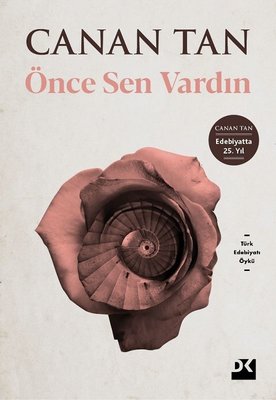 CANAN TAN
Önce Sen Vardın
CANAN TAN
Edebiyatta
25. Yıl
Türk
Edebiyatı
Öykü
DK